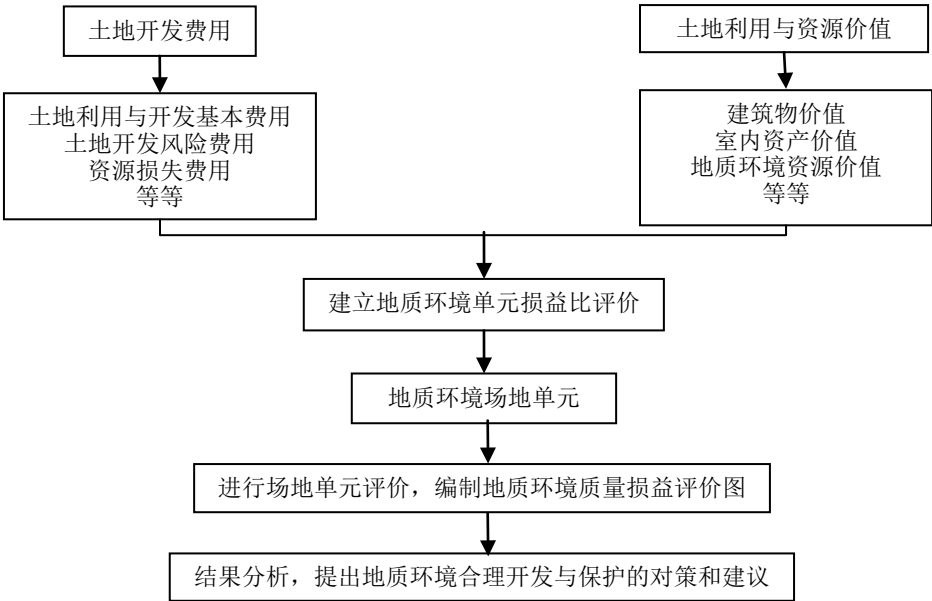 土地开发费用
土地利用与资源价值
土地利用与开发基本费用
土地开发风险费用
资源损失费用
等等
建筑物价值
室内资产价值
地质环境资源价值
等等
建立地质环境单元损益比评价
地质环境场地单元
进行场地单元评价，编制地质环境质量损益评价图
结果分析，提出地质环境合理开发与保护的对策和建议